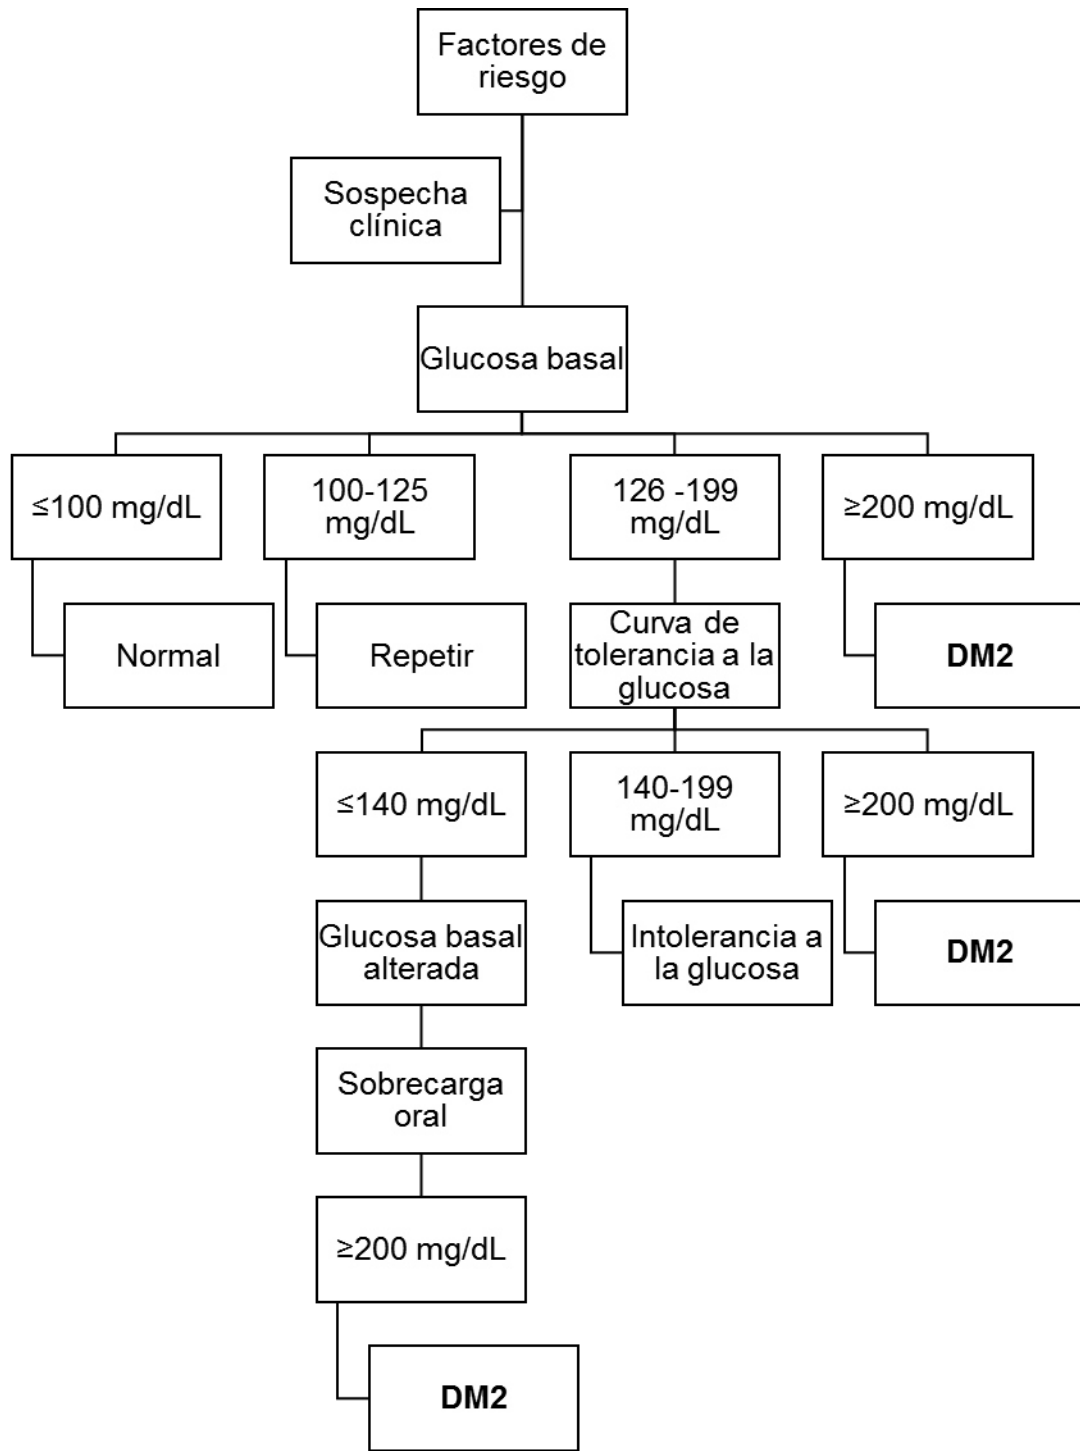 Factores de
riesgo
Sospecha
clínica
Glucosa basal
≤100 mg/dL
100-125
mg/dL
126 -199
mg/dL
≥200 mg/dL
Normal
Repetir
Curva de
tolerancia a la
glucosa
DM2
≤140 mg/dL
140-199
mg/dL
≥200 mg/dL
Glucosa basal
alterada
Intolerancia a
la glucosa
DM2
Sobrecarga
oral
≥200 mg/dL
DM2